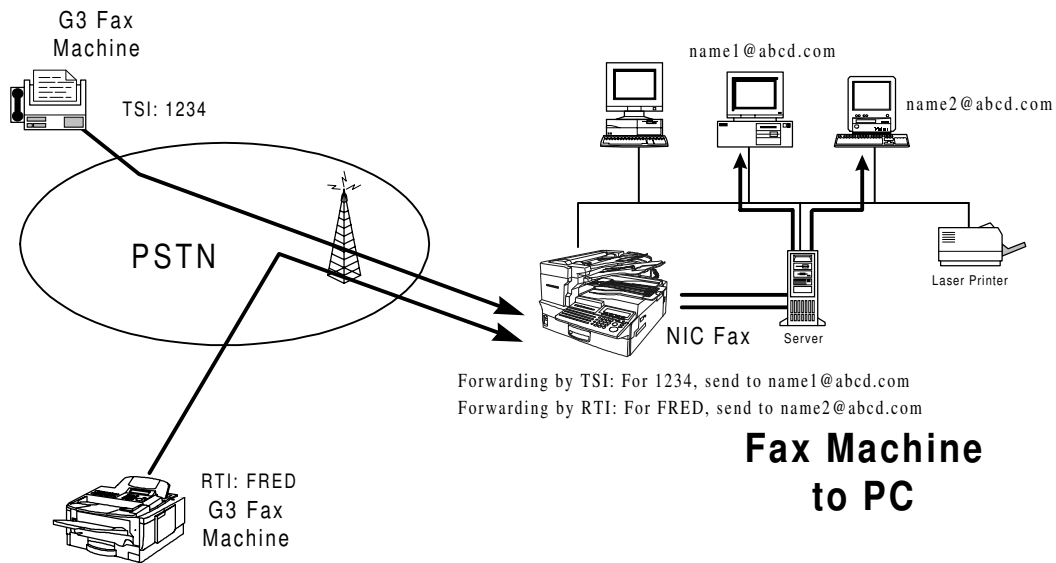 G3 Fax
Machine
TSI: 1234
name1@abcd.com
name2@abcd.com
PSTN
Laser Printer
NIC Fax
Server
Forwarding by TSI: For 1234, send to name1@abcd.com
Forwarding by RTI: For FRED, send to name2@abcd.com
Fax Machine
to PC
RTI: FRED
G3 Fax
Machine